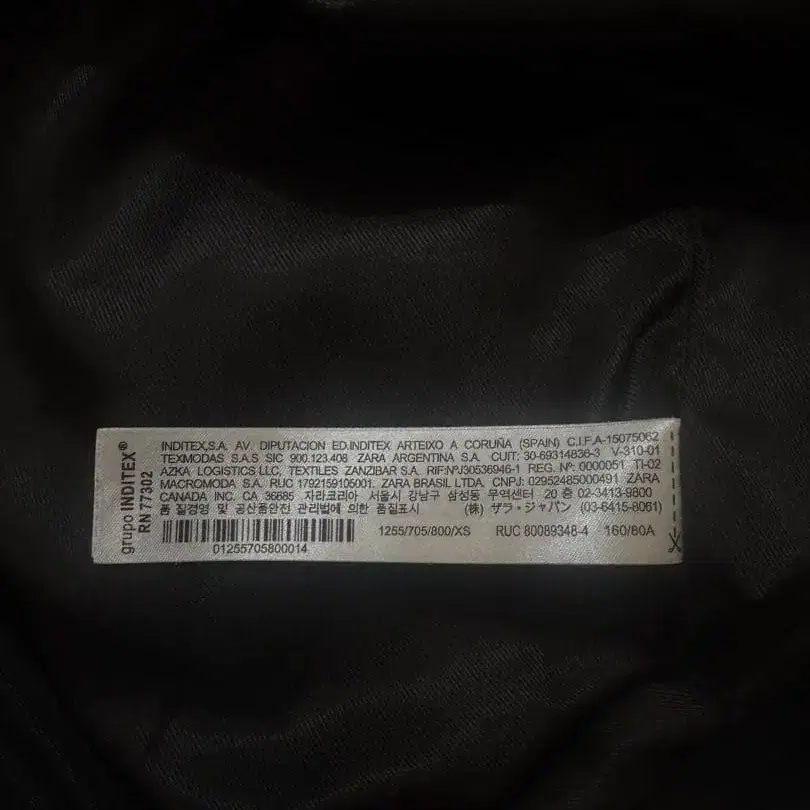 grupo INDITEX®
RN 77302
INDITEX,S.A. AV. DIPUTACION ED.INDITEX ARTEIXO A CORUÑA (SPAIN) C.I.F.A-15075062
TEXMODAS S.A.S SIC 900.123.408 ZARA ARGENTINA S.A. CUIT: 30-69314836-3 V-310-01
AZKA LOGISTICS LLC, TEXTILES ZANZIBAR S.A. RIF:NºJ30536946-1 REG. Nº: 0000051 TI-02
MACROMODA S.A. RUC 1792159105001. ZARA BRASIL LTDA. CNPJ: 02952485000491 ZARA
CANADA INC. CA 36685 자라코리아 서울시 강남구 삼성동 무역센터 20 층 02-3413-9800
품 질경영 및 공산품안전 관리법에 의한 품질표시 (株) ザラ・ジャパン (03-6415-8061)
1255/705/800/XS RUC 80089348-4 160/80A
01255705800014